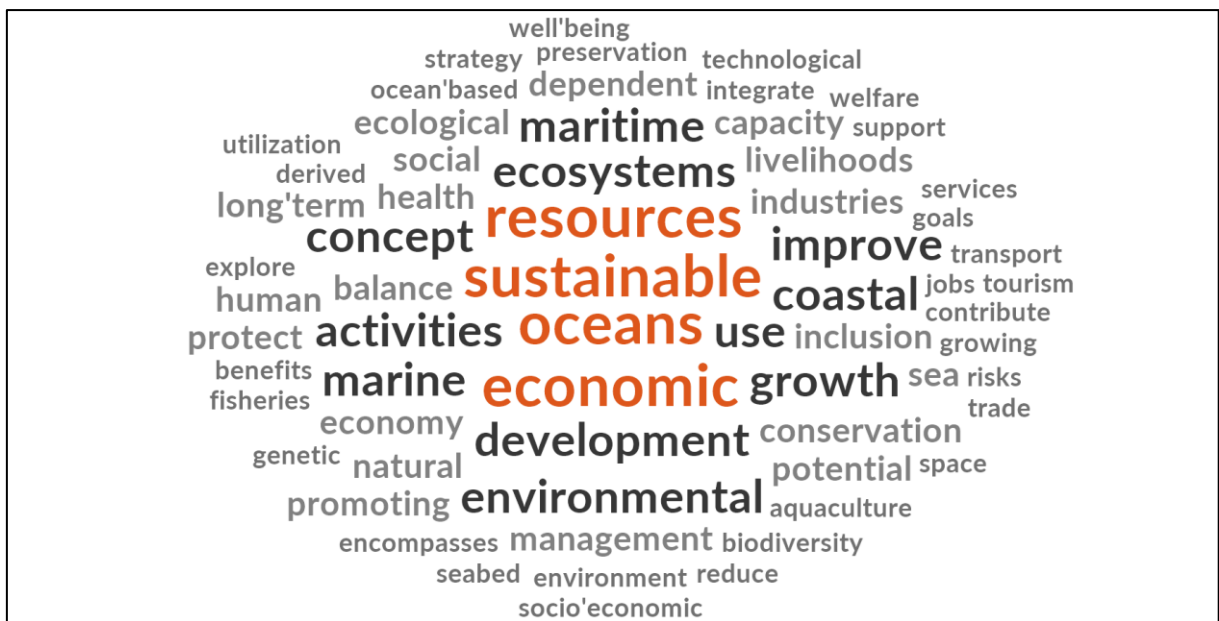 well'being
strategy preservation technological
ocean'based dependent integrate welfare
ecological maritime capacity support
utilization social ecosystems livelihoods
derived health resources industries services
long'term concept improve goals
explore sustainable transport
human balance coastal jobs tourism
protect activities oceans use inclusion contribute
benefits marine economic growth sea growing
fisheries risks
economy development conservation trade
genetic natural potential space
promoting environmental aquaculture
encompasses management biodiversity
seabed environment reduce
socio'economic